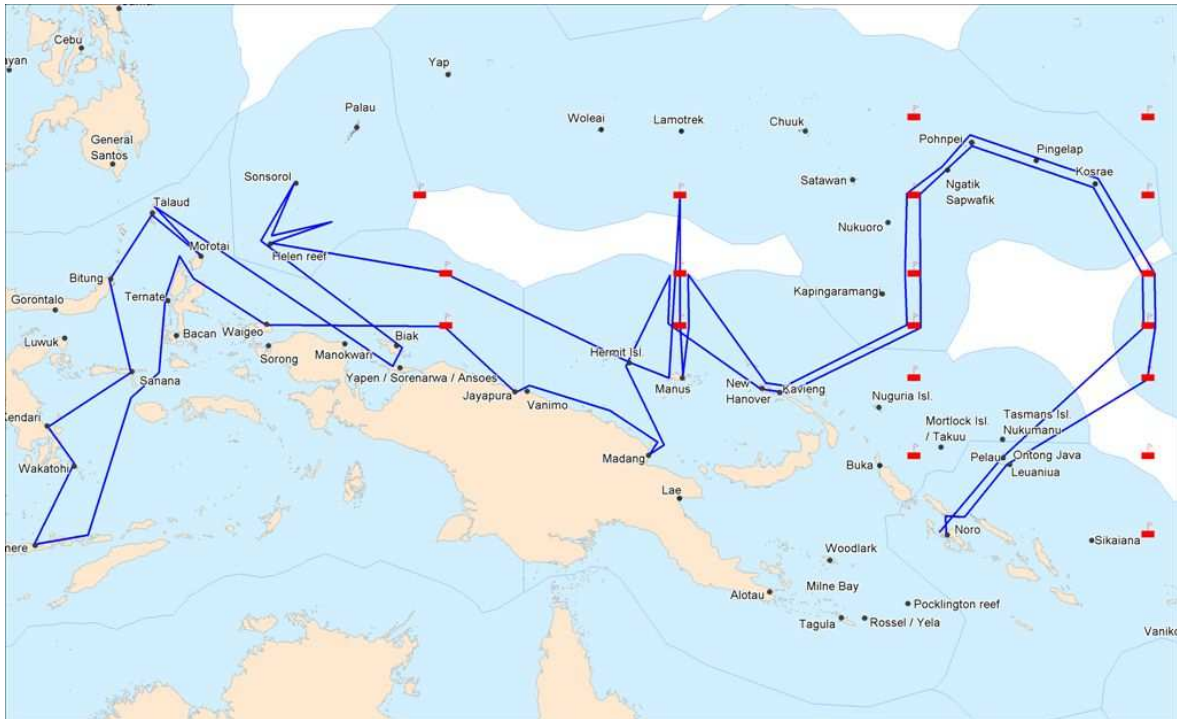 Cebu
ayan
Yap
Palau
Woleai
Lamotrek
Chuuk
General
Santos
Pohnpei
Pingelap
Sonsorol
Satawan
Ngatik
Sapwafik
Kosrae
Talaud
Nukuoro
Morotai
Helen reef
Bitung
Gorontalo
Ternate
Kapingaramangi
Waigeo
Bacan
Luwuk
Sorong
Manokwari
Biak
Hermit Isl.
Yapen / Sorenarwa / Ansoes
Sanana
Manus
New
Hanover
Kavieng
Jayapura
Vanimo
Nuguria Isl.
Kendari
Mortlock Isl.
/ Takuu
Tasmans Isl.
Nukumanu
Wakatohi
Madang
Buka
Pelau
Ontong Java
Leuaniua
Lae
Noro
Sikaiana
mere
Woodlark
Milne Bay
Alotau
Pocklington reef
Tagula
Rossel / Yela
Vaniko